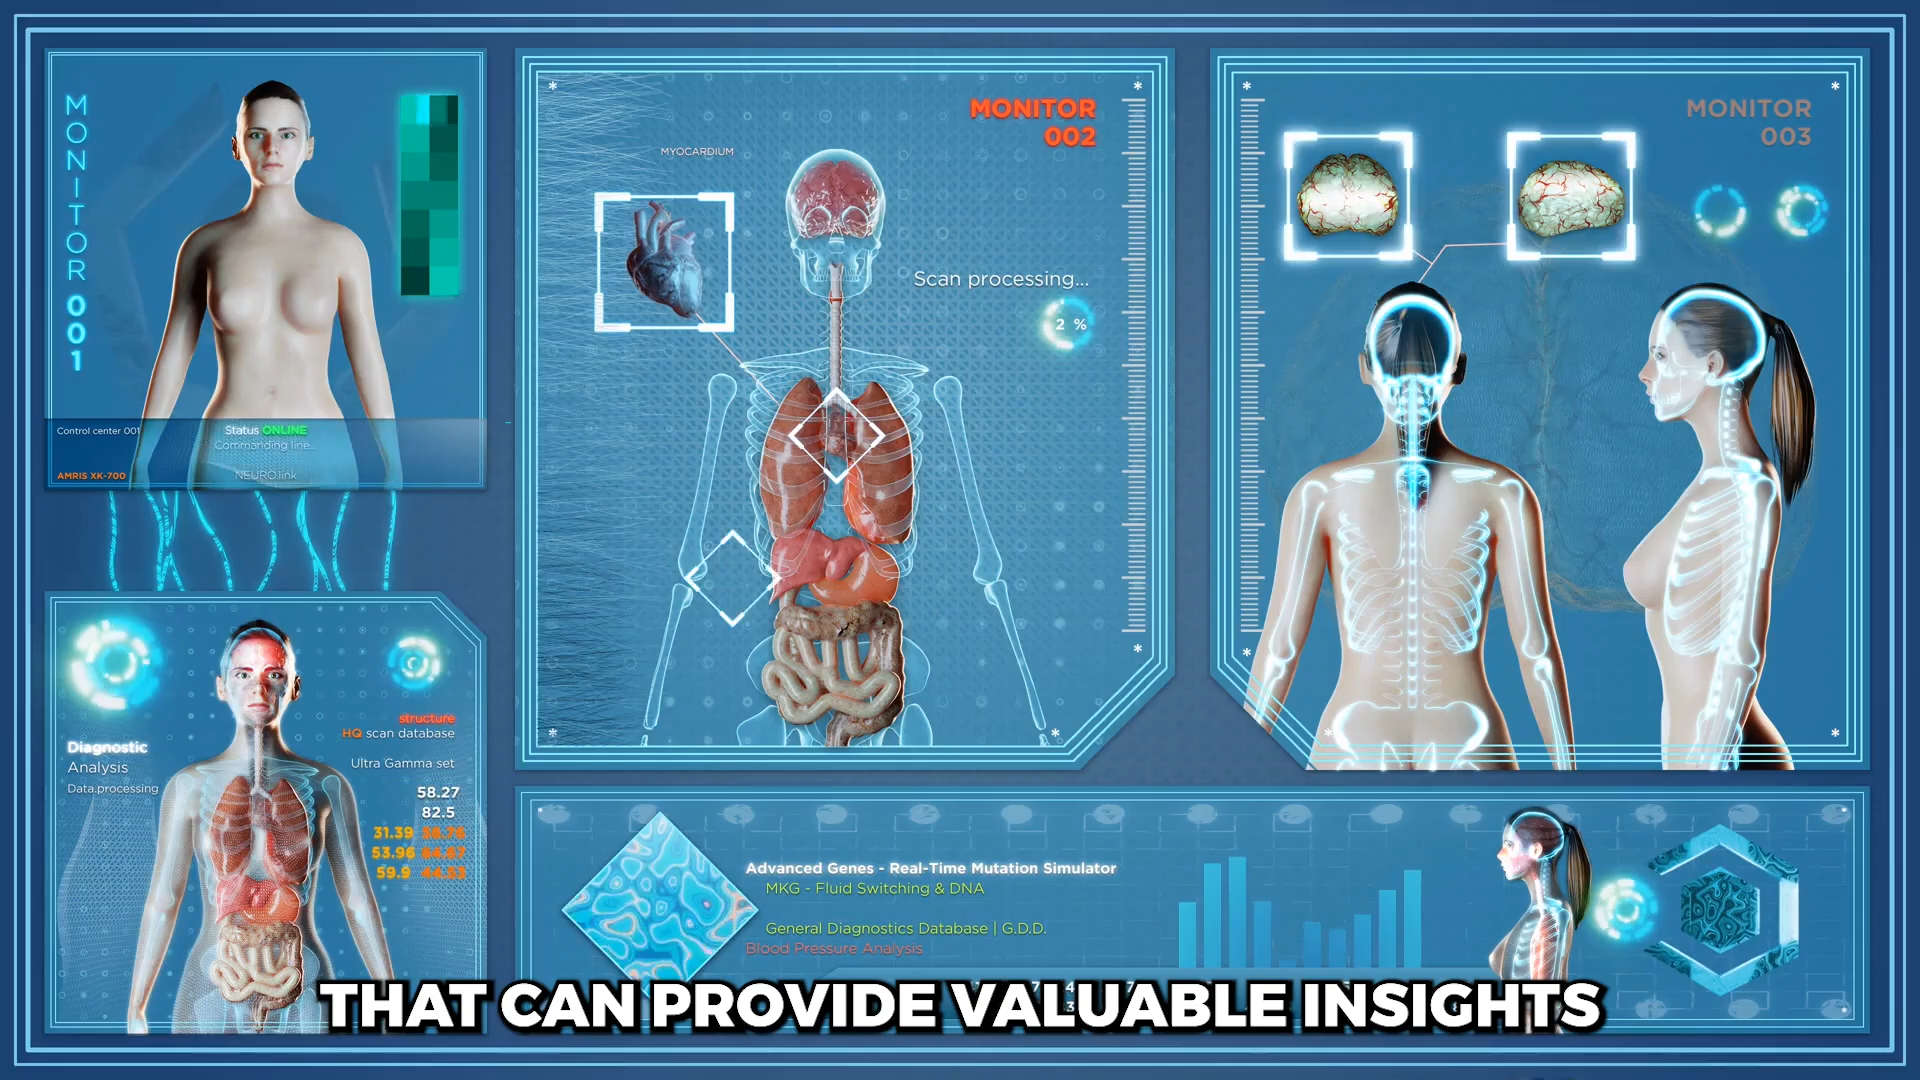 MONITOR
001
Control center 001
Status ONLINE
Commanding line...
AMRIS XK-700
NEURO.link
*
*
MONITOR
002
MYOCARDIUM
Scan processing...
2 %
*
*
*
*
*
MONITOR
003
*
*
*
Diagnostic
Analysis
Data.processing
structure
HQ scan database
Ultra Gamma set
58.27
82.5
31.39
53.96
59.9
Advanced Genes - Real-Time Mutation Simulator
MKG - Fluid Switching & DNA
General Diagnostics Database | G.D.D.
Blood Pressure Analysis
THAT CAN PROVIDE VALUABLE INSIGHTS